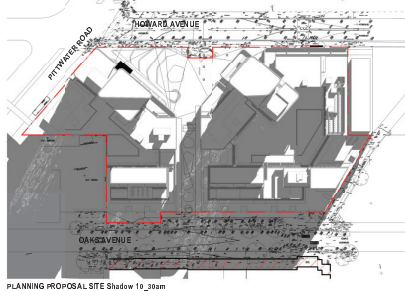 HOWARD AVENUE
PITTWATER ROAD
OAKS AVENUE
PLANNING PROPOSAL SITE Shadow 10_30am